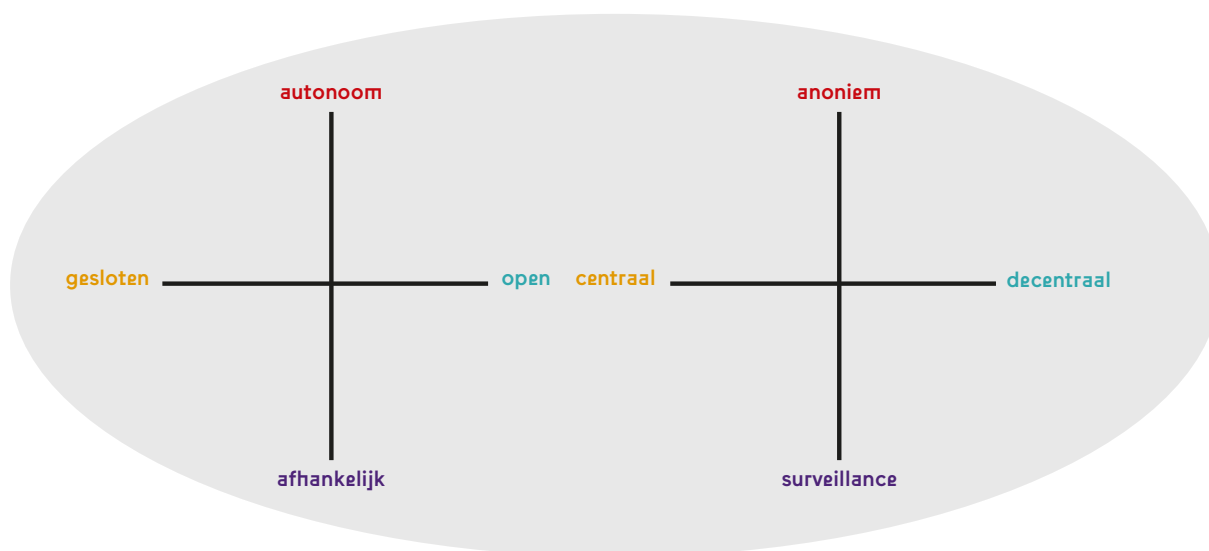 autonoom
anoniem
gesloten
open
centraal
decentraal
afhankelijk
surveillance